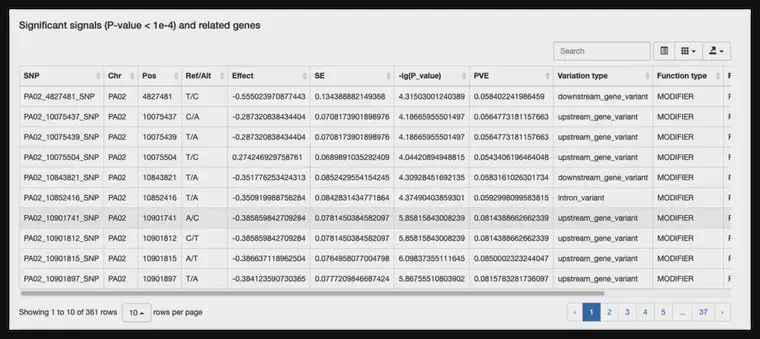 Significant signals (P-value < 1e-4) and related genes
Search
SNP Chr Pos Ref/Alt Effect SE -lg(P_value) PVE Variation type Function type F
PA02_4827481_SNP PA02 4827481 T/C -0.555023970877443 0.134388882149368 4.31503001240389 0.058402241986459 downstream_gene_variant MODIFIER F
PA02_10075437_SNP PA02 10075437 C/A -0.287320838434404 0.0708173901898976 4.18665955501497 0.0564773181157663 upstream_gene_variant MODIFIER F
PA02_10075439_SNP PA02 10075439 T/A -0.287320838434404 0.0708173901898976 4.18665955501497 0.0564773181157663 upstream_gene_variant MODIFIER F
PA02_10075504_SNP PA02 10075504 T/C 0.274246929758761 0.0689891035292409 4.04420894948815 0.0543406196464048 upstream_gene_variant MODIFIER F
PA02_10843821_SNP PA02 10843821 T/A -0.351776253424313 0.0852429554154245 4.30928451692135 0.0583161026301734 downstream_gene_variant MODIFIER F
PA02_10852416_SNP PA02 10852416 T/A -0.350919988756284 0.0842831434771864 4.37490403859301 0.0592998099583815 intron_variant MODIFIER F
PA02_10901741_SNP PA02 10901741 A/C -0.385859842709284 0.0781450384582097 5.85815843008239 0.0814388662662339 upstream_gene_variant MODIFIER F
PA02_10901812_SNP PA02 10901812 C/T -0.385859842709284 0.0781450384582097 5.85815843008239 0.0814388662662339 upstream_gene_variant MODIFIER F
PA02_10901815_SNP PA02 10901815 A/T -0.386637118962504 0.0764958077004798 6.09837355111645 0.0850002323244047 upstream_gene_variant MODIFIER F
PA02_10901897_SNP PA02 10901897 T/A -0.384123590730365 0.0777209846687424 5.86755510803902 0.0815783281736097 upstream_gene_variant MODIFIER F
Showing 1 to 10 of 361 rows 10 rows per page ‹ 1 2 3 4 5 ... 37 ›